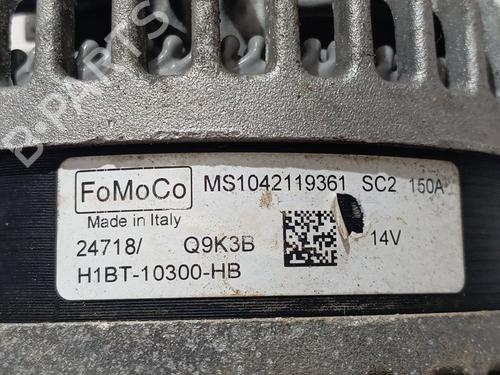 B-PARTS
FoMoCo MS1042119361 SC2 150A
Made in Italy
24718/ Q9K3B 14V
H1BT-10300-HB